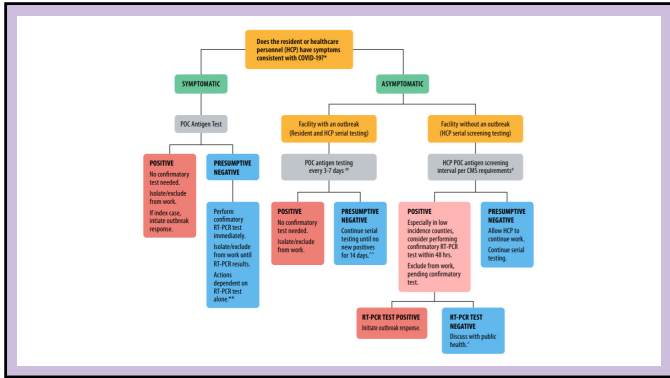 Does the resident or healthcare
personnel (HCP) have symptoms
consistent with COVID-19?*
SYMPTOMATIC
ASYMPTOMATIC
POC Antigen Test
Facility with an outbreak
(Resident and HCP serial testing)
Facility without an outbreak
(HCP serial screening testing)
POSITIVE
No confirmatory
test needed.
Isolate/exclude
from work.
If index case,
intiate outbreak
response.
PRESUMPTIVE
NEGATIVE
Perform
confirmatory
RT-PCR test
immediately.
Isolate/exclude
from work until
RT-PCR results.
Actions
dependent on
RT-PCR test
alone.**
POC antigen testing
every 3-7 days
HCP POC antigen screening
interval per CMS requirements
POSITIVE
No confirmatory
test needed.
Isolate/exclude
from work.
PRESUMPTIVE
NEGATIVE
Continue serial
testing until no
new positives
for 14 days.^^
POSITIVE
Especially in low
incidence counties,
consider performing
confirmatory RT-PCR
test within 48 hrs.
Exclude from work,
pending confirmatory
test.
PRESUMPTIVE
NEGATIVE
Allow HCP to
continue work.
Continue serial
testing.
RT-PCR TEST POSITIVE
Initiate outbreak response.
RT-PCR TEST
NEGATIVE
Discuss with public
health.^